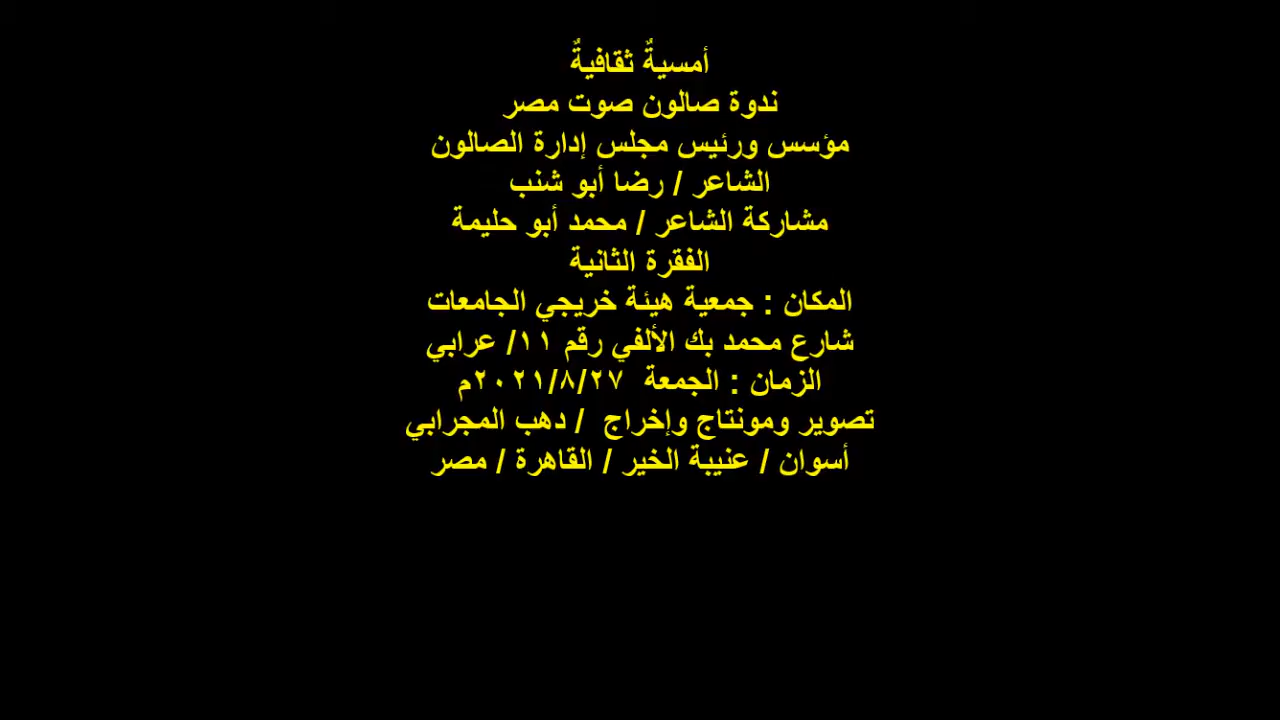 أمسيةٌ ثقافيةٌ
ندوة صالون صوت مصر
مؤسس ورئيس مجلس إدارة الصالون
الشاعر / رضا أبو شنب
مشاركة الشاعر / محمد أبو حليمة
الفقرة الثانية
المكان : جمعية هيئة خريجي الجامعات
شارع محمد بك الألفي رقم ١١/ عرابي
الزمان : الجمعة ٢٠٢١/٨/٢٧م
تصوير ومونتاج وإخراج / دهب المجرابي
أسوان / عنيبة الخير / القاهرة / مصر